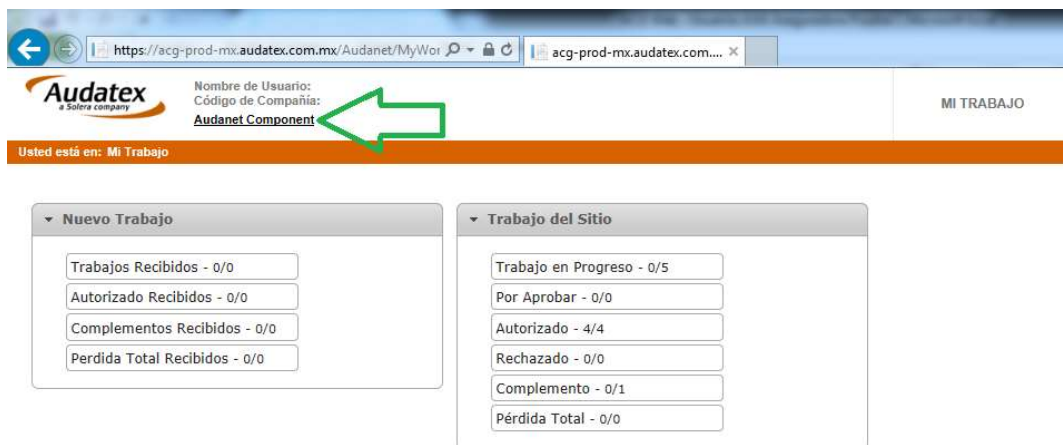 https://acg-prod-mx.audatex.com.mx/Audanet/MyWor
acg-prod-mx.audatex.com....
Audatex
a Solera company
Nombre de Usuario:
Código de Compañia:
Audanet Component
MI TRABAJO
Usted está en: Mi Trabajo
Nuevo Trabajo
Trabajos Recibidos - 0/0
Autorizado Recibidos - 0/0
Complementos Recibidos - 0/0
Perdida Total Recibidos - 0/0
Trabajo del Sitio
Trabajo en Progreso - 0/5
Por Aprobar - 0/0
Autorizado - 4/4
Rechazado - 0/0
Complemento - 0/1
Pérdida Total - 0/0